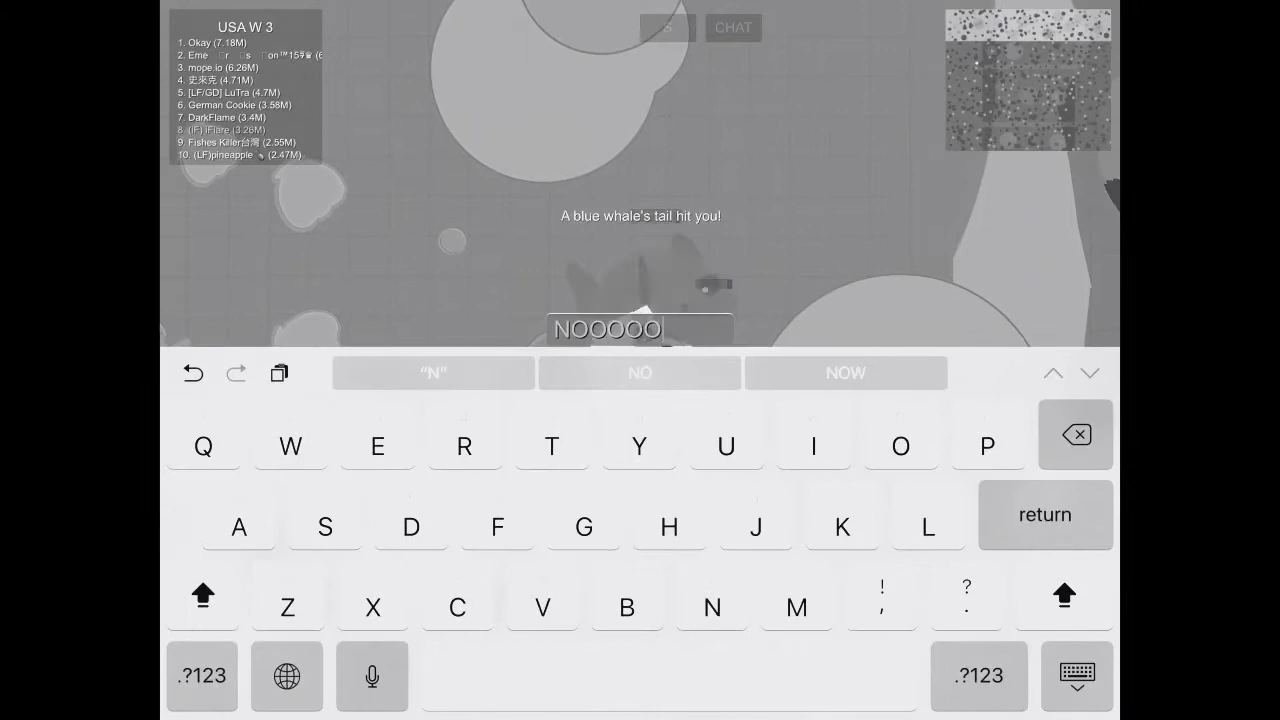 USA W 3
1. Okay (7.18M)
3. mope.io (6.26M)
4. 史來克 (4.71M)
5. [LF/GD] LuTra (4.7M)
6. German Cookie (3.58M)
7. DarkFlame (3.4M)
8 (iF) iFlare (3.26M)
9. Fishes Killer台灣 (2.55M)
10. (LF)pineapple (2.47M)
S CHAT
A blue whale's tail hit you!
NOOOOO
“N” NO NOW
Q W E R T Y U I O P
A S D F G H J K L return
Z X C V B N M ! , ? .
.?123 .?123